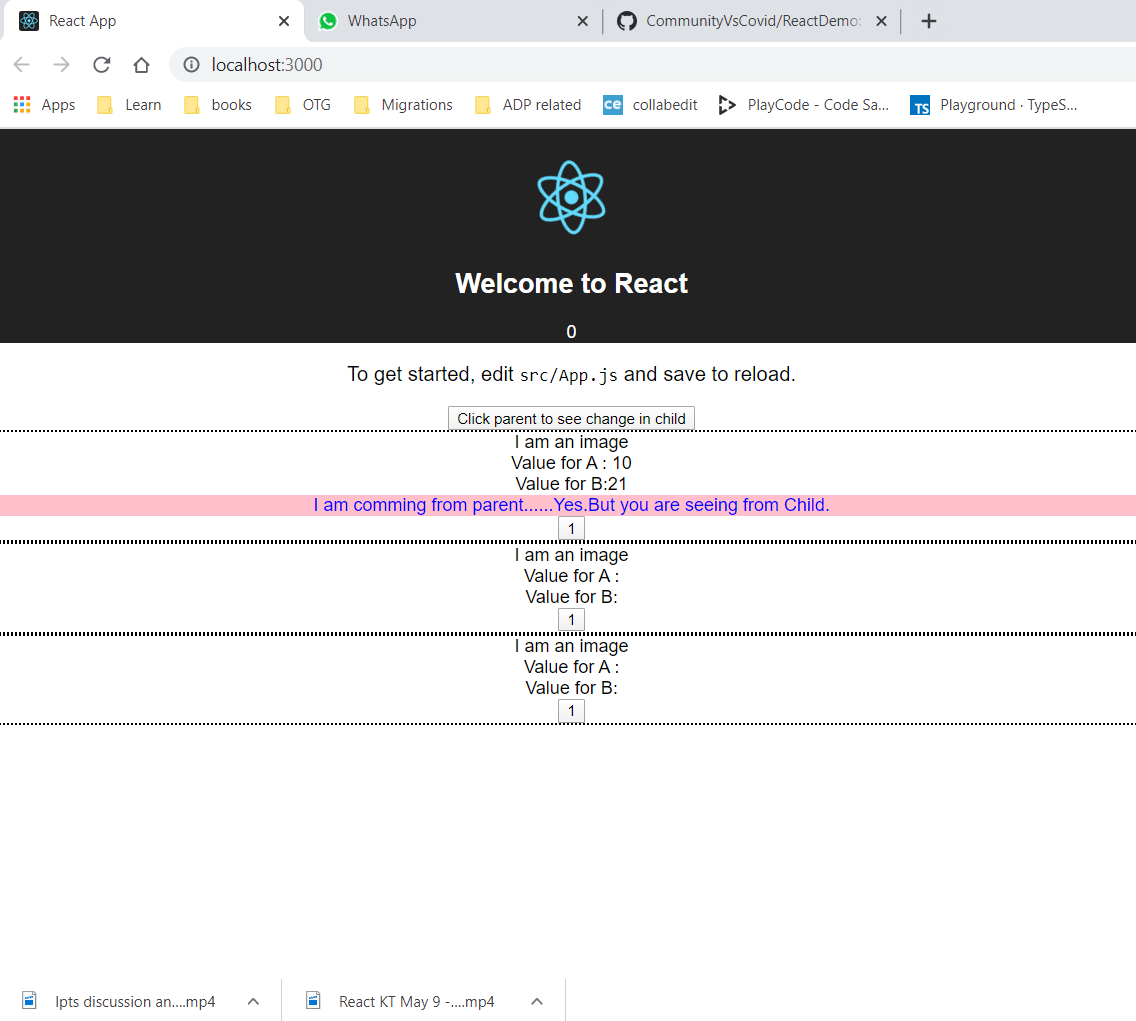 React App
WhatsApp
CommunityVsCovid/ReactDemo
localhost:3000
Apps Learn books OTG Migrations ADP related ce collabedit PlayCode - Code Sa... TS Playground · TypeS...
Welcome to React
0
To get started, edit src/App.js and save to reload.
Click parent to see change in child
I am an image
Value for A : 10
Value for B:21
I am comming from parent......Yes.But you are seeing from Child.
1
I am an image
Value for A :
Value for B:
1
I am an image
Value for A :
Value for B:
1
Ipts discussion an....mp4
React KT May 9 -....mp4